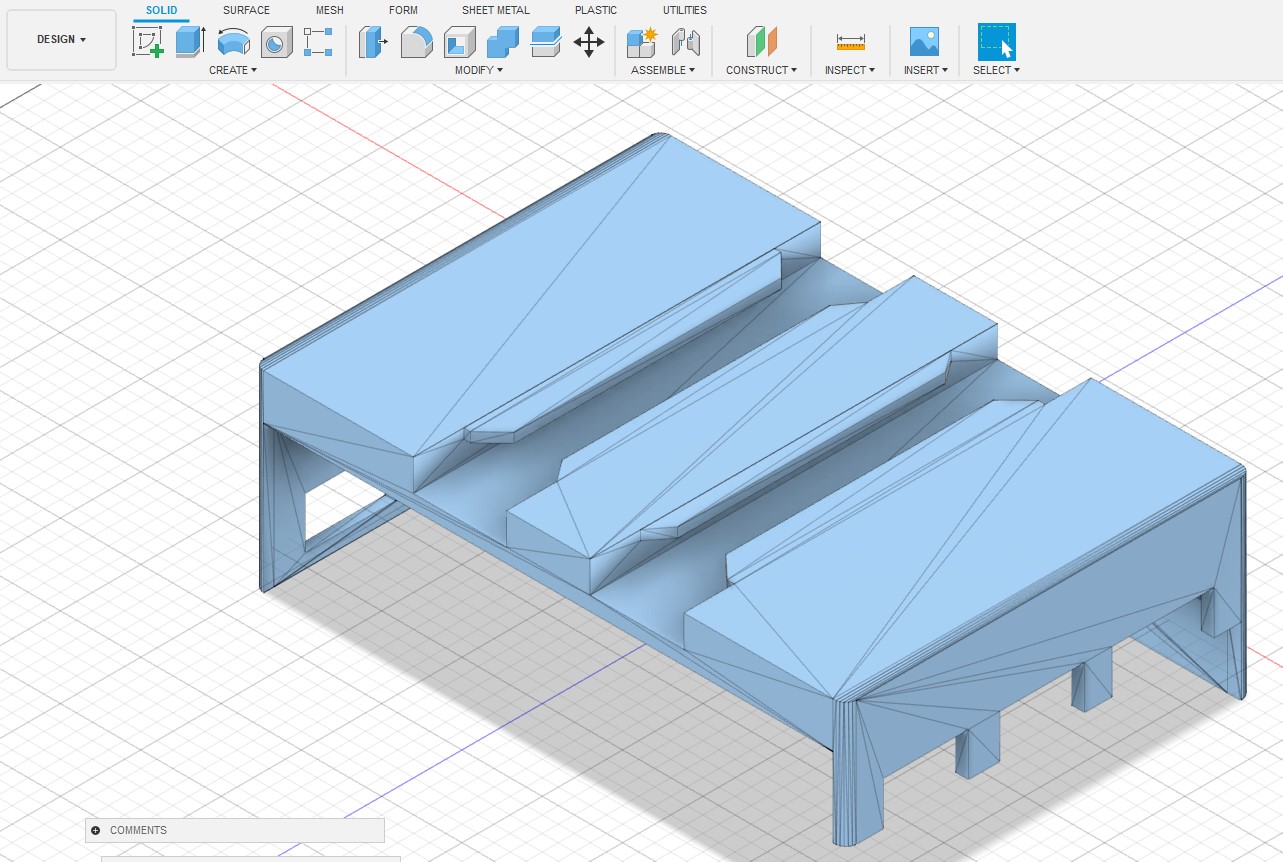 DESIGN
SOLID SURFACE MESH FORM SHEET METAL PLASTIC UTILITIES
CREATE MODIFY ASSEMBLE CONSTRUCT INSPECT INSERT SELECT
COMMENTS